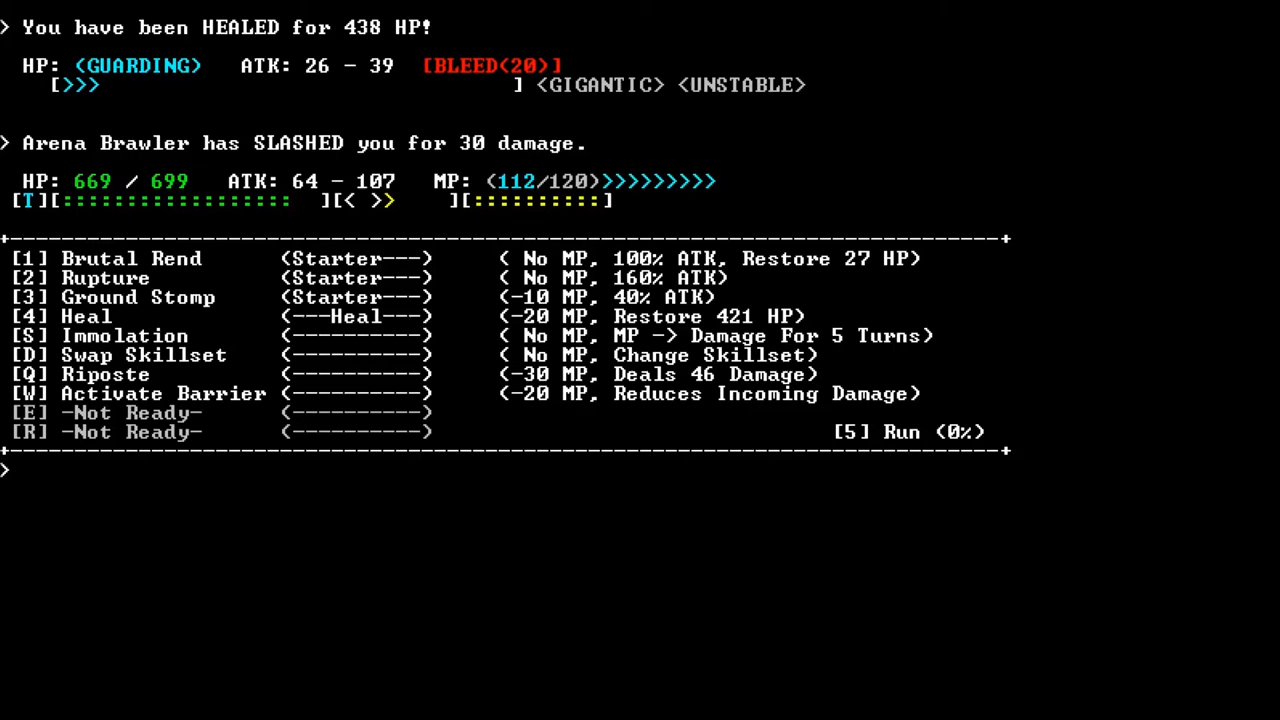 > You have been HEALED for 438 HP!
HP: (GUARDING) ATK: 26 - 39 [BLEED(20)]
[>>> ] <GIGANTIC> <UNSTABLE>
> Arena Brawler has SLASHED you for 30 damage.
HP: 669 / 699 ATK: 64 - 107 MP: (112/120)>>>>>>>>>
[T][:::::::::::::::::: ][< >> ][::::::::::]
+-----------------------------------------------------------------------------+
[1] Brutal Rend (Starter---) ( No MP, 100% ATK, Restore 27 HP)
[2] Rupture (Starter---) ( No MP, 160% ATK)
[3] Ground Stomp (Starter---) (-10 MP, 40% ATK)
[4] Heal (---Heal---) (-20 MP, Restore 421 HP)
[S] Immolation (----------) ( No MP, MP -> Damage For 5 Turns)
[D] Swap Skillset (----------) ( No MP, Change Skillset)
[Q] Riposte (----------) (-30 MP, Deals 46 Damage)
[W] Activate Barrier (----------) (-20 MP, Reduces Incoming Damage)
[E] -Not Ready- (----------)
[R] -Not Ready- (----------) [5] Run (0%)
+-----------------------------------------------------------------------------+
>